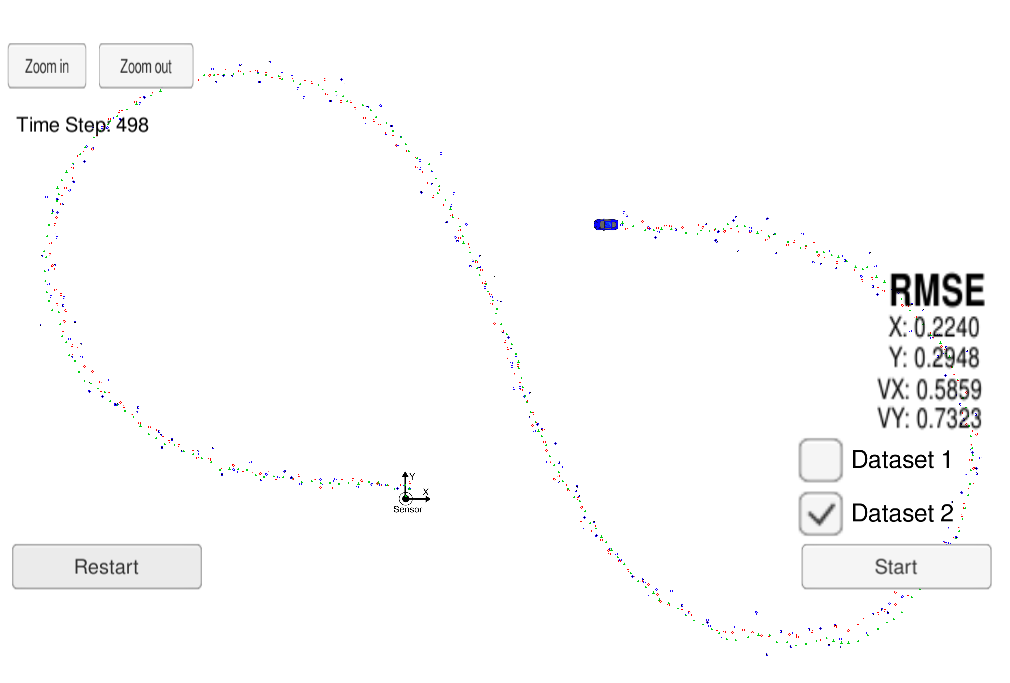 Zoom in
Zoom out
Time Step: 498
RMSE
X: 0.2240
Y: 0.2948
VX: 0.5859
VY: 0.7323
Dataset 1
Y
X
Sensor
Dataset 2
Restart
Start